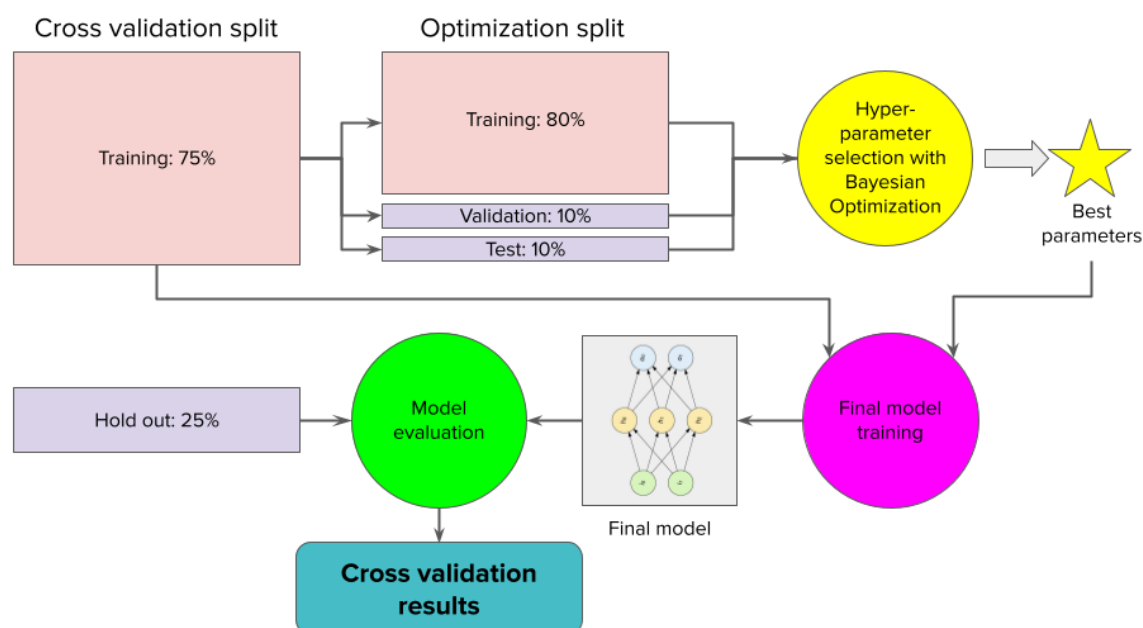 Cross validation split
Optimization split
Training: 75%
Training: 80%
Validation: 10%
Test: 10%
Hyper-
parameter
selection with
Bayesian
Optimization
Best
parameters
Hold out: 25%
Model
evaluation
Final model
Final model
training
Cross validation
results